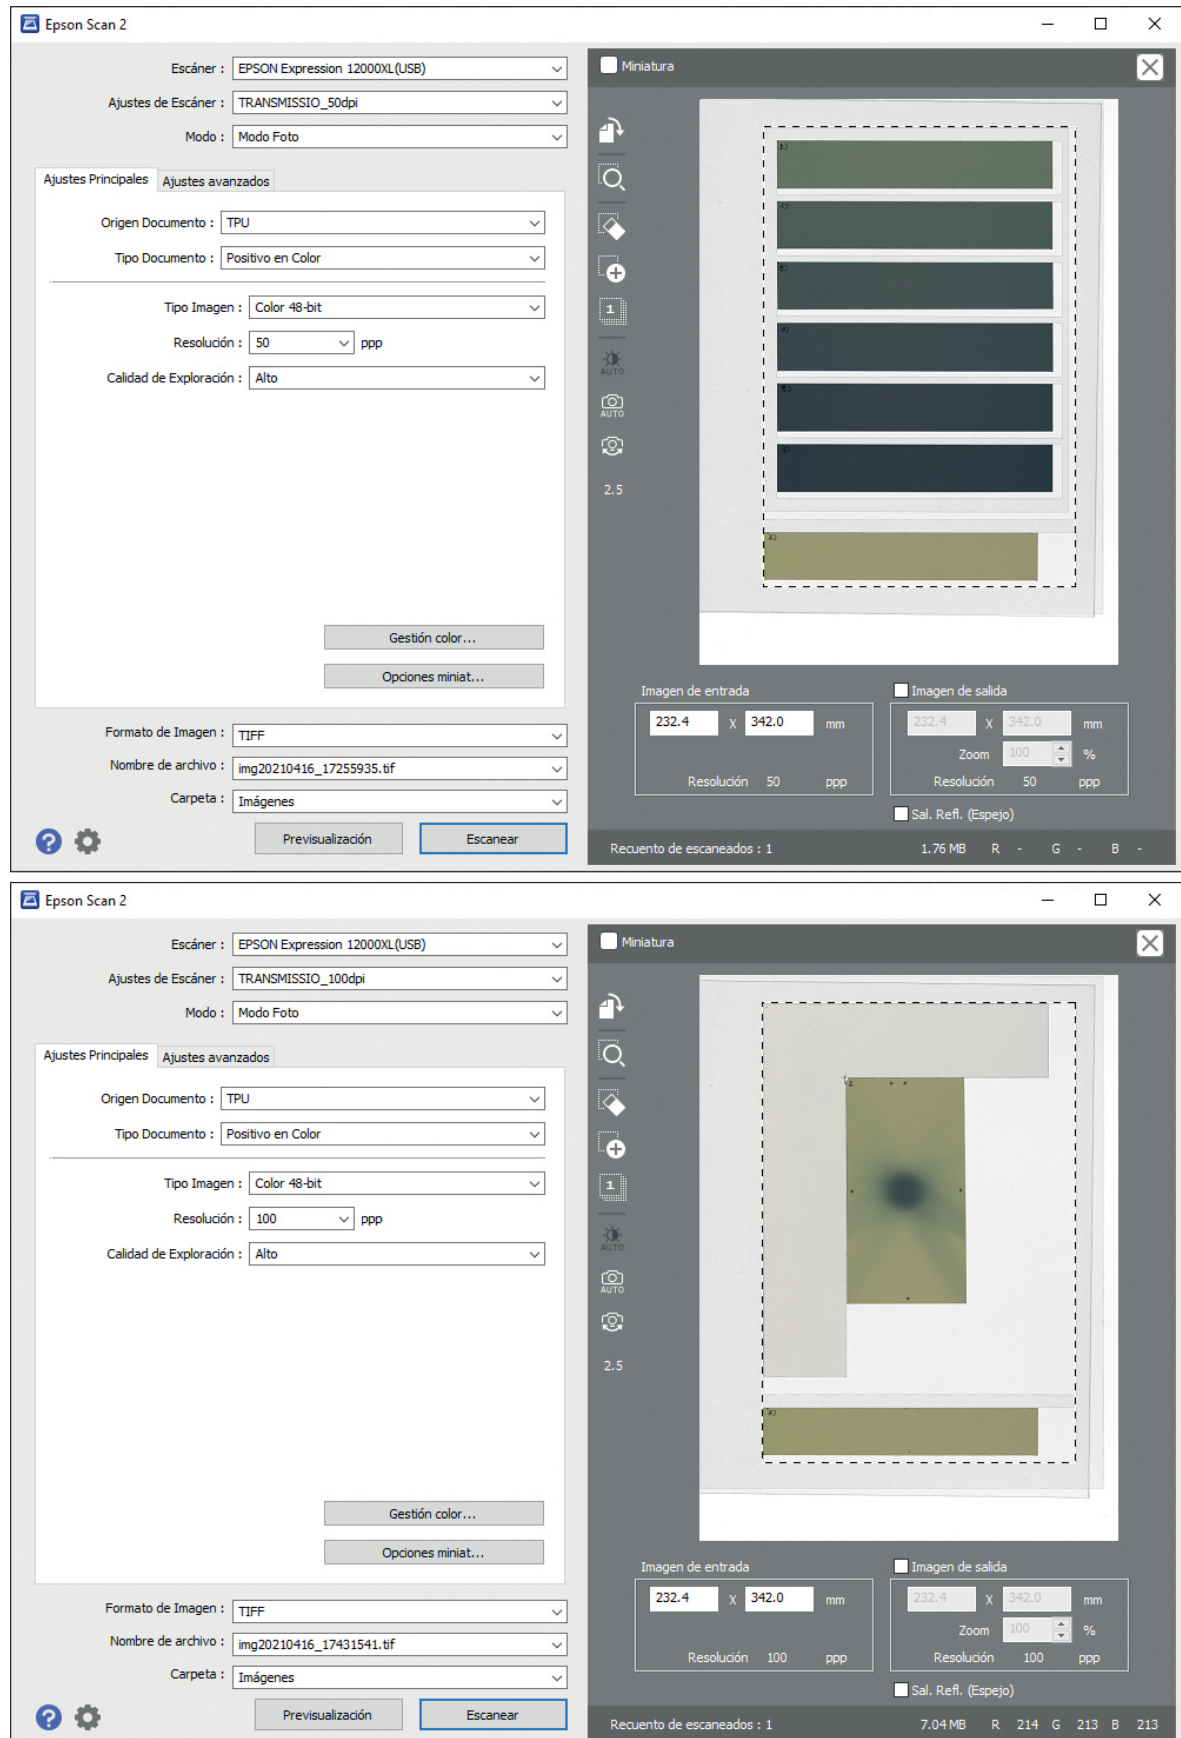 Epson Scan 2
Escáner : EPSON Expression 12000XL(USB)
Ajustes de Escáner : TRANSMISSIO_50dpi
Modo : Modo Foto
Ajustes Principales Ajustes avanzados
Origen Documento : TPU
Tipo Documento : Positivo en Color
Tipo Imagen : Color 48-bit
Resolución : 50 ppp
Calidad de Exploración : Alto
Gestión color...
Opciones miniat...
Formato de Imagen : TIFF
Nombre de archivo : img20210416_17255935.tif
Carpeta : Imágenes
Previsualización Escanear
Miniatura
1
AUTO
AUTO
2.5
Imagen de entrada Imagen de salida
232.4 X 342.0 mm 232.4 X 342.0 mm
Zoom 100 %
Resolución 50 ppp Resolución 50 ppp
Sal. Refl. (Espejo)
Recuento de escaneados : 1 1.76 MB R - G - B -
Epson Scan 2
Escáner : EPSON Expression 12000XL(USB)
Ajustes de Escáner : TRANSMISSIO_100dpi
Modo : Modo Foto
Ajustes Principales Ajustes avanzados
Origen Documento : TPU
Tipo Documento : Positivo en Color
Tipo Imagen : Color 48-bit
Resolución : 100 ppp
Calidad de Exploración : Alto
Gestión color...
Opciones miniat...
Formato de Imagen : TIFF
Nombre de archivo : img20210416_17431541.tif
Carpeta : Imágenes
Previsualización Escanear
Miniatura
1
AUTO
AUTO
2.5
Imagen de entrada Imagen de salida
232.4 X 342.0 mm 232.4 X 342.0 mm
Zoom 100 %
Resolución 100 ppp Resolución 100 ppp
Sal. Refl. (Espejo)
Recuento de escaneados : 1 7.04 MB R 214 G 213 B 213